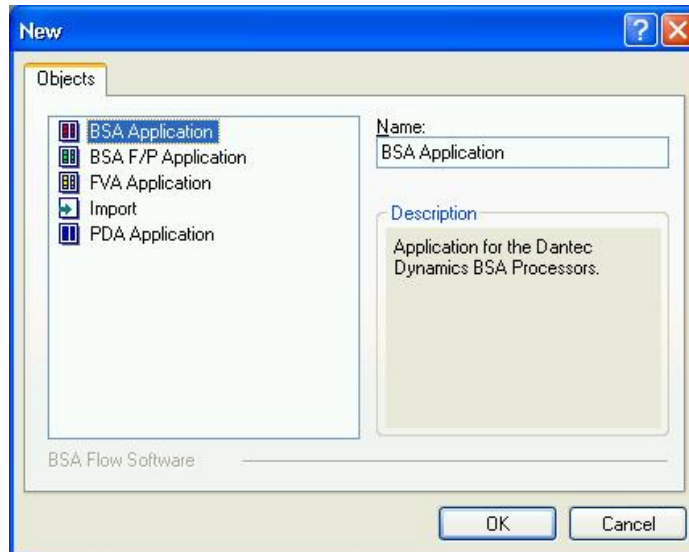 New
Objects
BSA Application
BSA F/P Application
FVA Application
Import
PDA Application
Name:
BSA Application
Description
Application for the Dantec
Dynamics BSA Processors.
BSA Flow Software
OK
Cancel